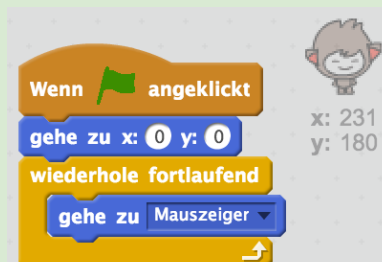 Wenn angeklickt
gehe zu x: 0 y: 0
wiederhole fortlaufend
gehe zu Mauszeiger
x: 231
y: 180